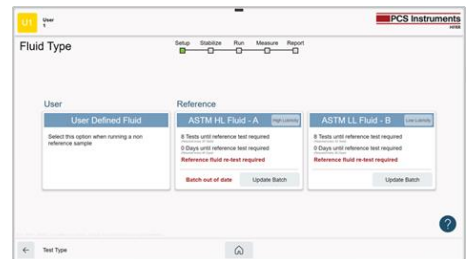 U1
User
1
PCS Instruments
HFRR
Fluid Type
Setup Stabilize Run Measure Report
User
Reference
User Defined Fluid
Select this option when running a non
reference sample
ASTM HL Fluid - A
High Lubricity
8 Tests until reference test required
0 Days until reference test required
Reference fluid re-test required
Batch out of date
Update Batch
ASTM LL Fluid - B
Low Lubricity
8 Tests until reference test required
0 Days until reference test required
Reference fluid re-test required
Update Batch
?
Test Type